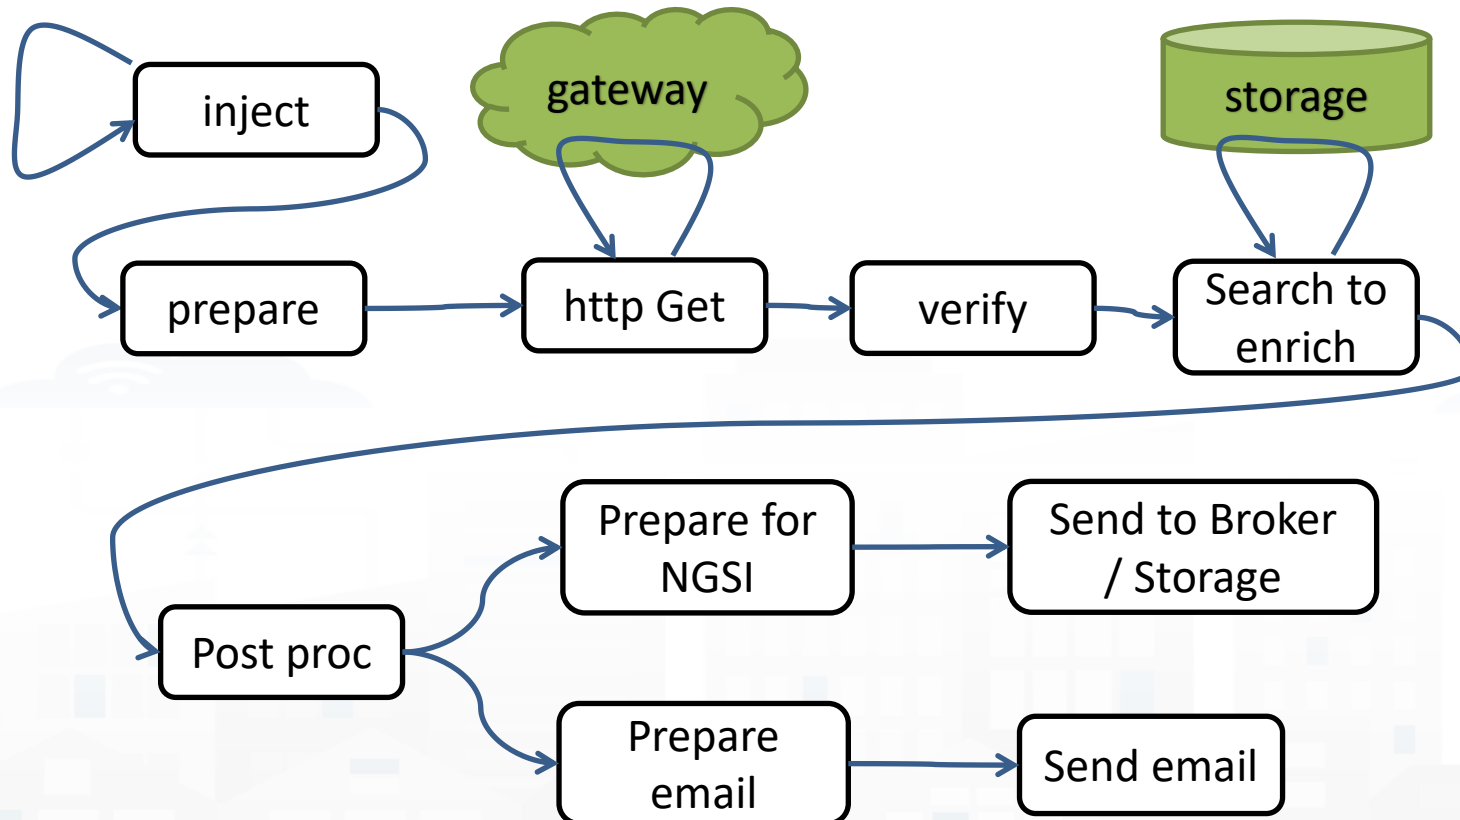 inject
gateway
storage
prepare
http Get
verify
Search to
enrich
Prepare for
NGSI
Send to Broker
/ Storage
Post proc
Prepare
email
Send email